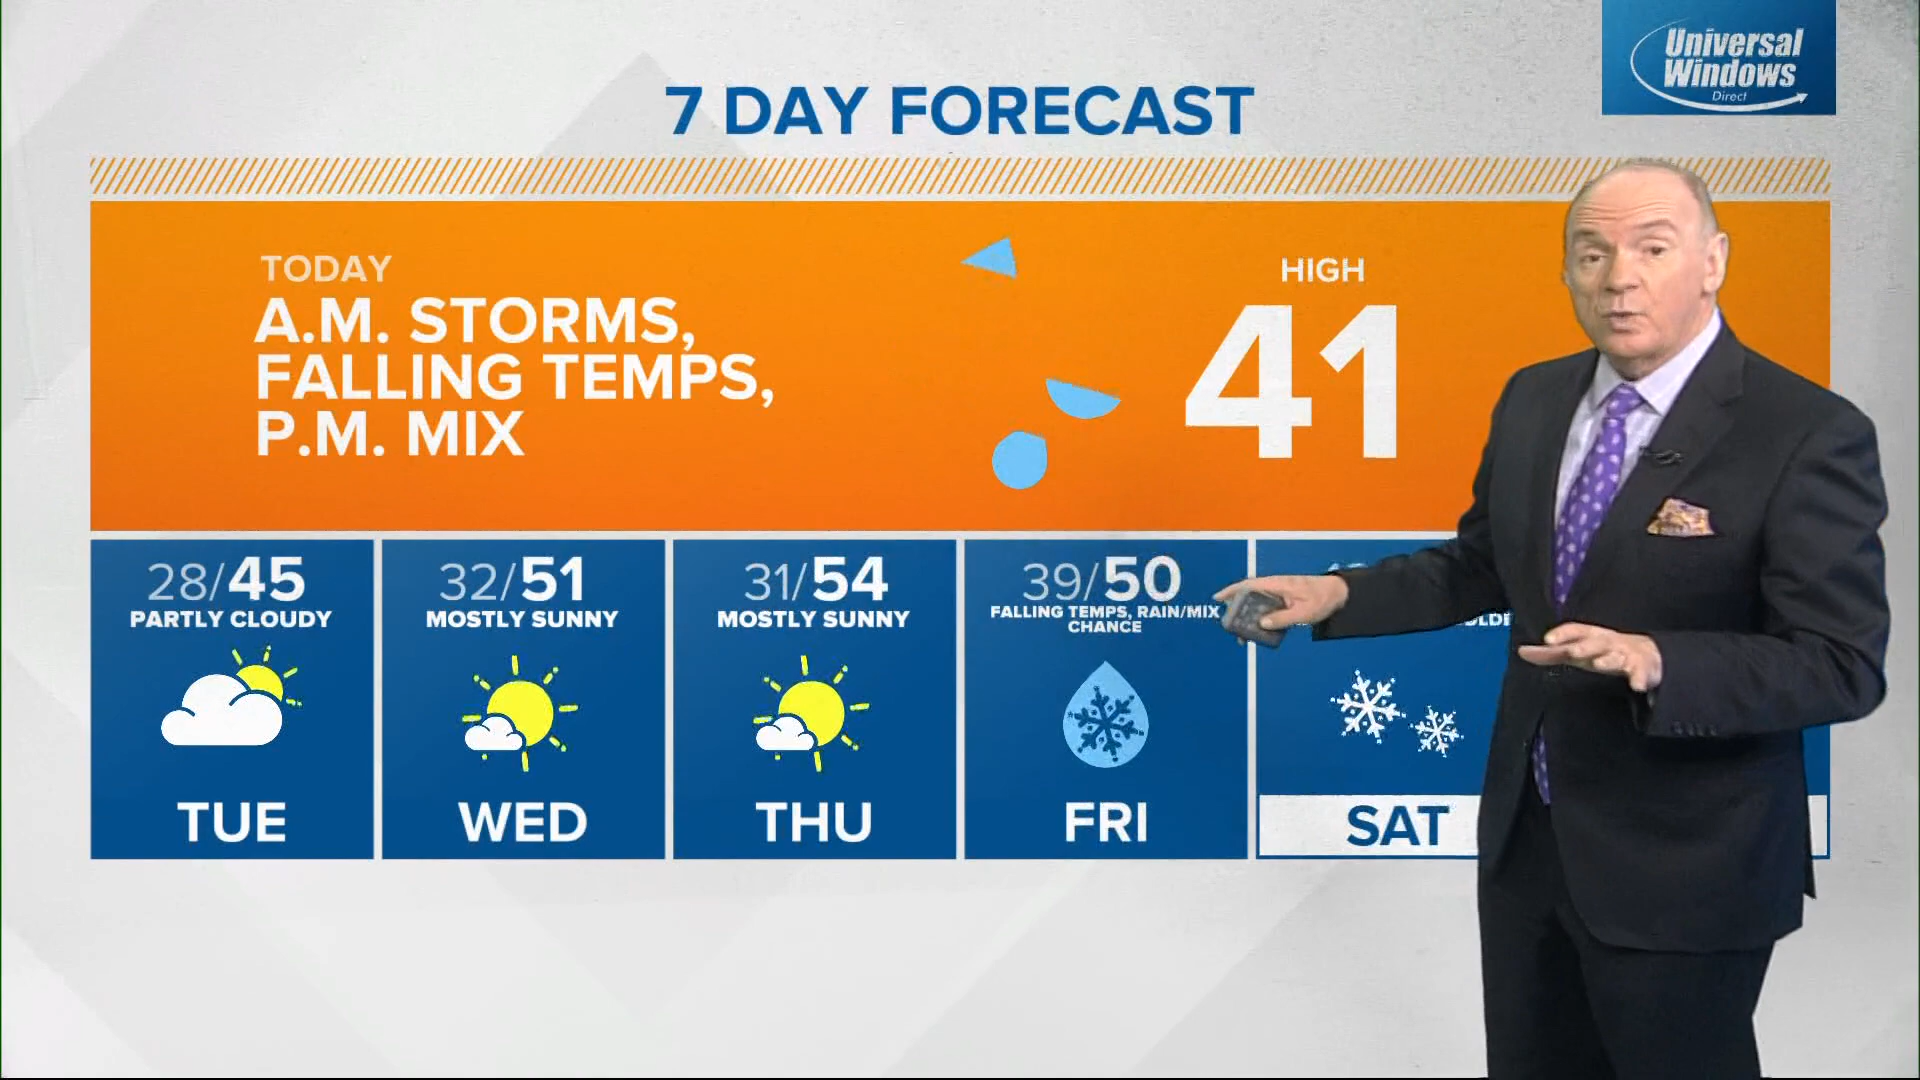 Universal
Windows
Direct
7 DAY FORECAST
TODAY
A.M. STORMS,
FALLING TEMPS,
P.M. MIX
HIGH
41
28/45
PARTLY CLOUDY
TUE
32/51
MOSTLY SUNNY
WED
31/54
MOSTLY SUNNY
THU
39/50
FALLING TEMPS, RAIN/MIX
CHANCE
FRI
SAT